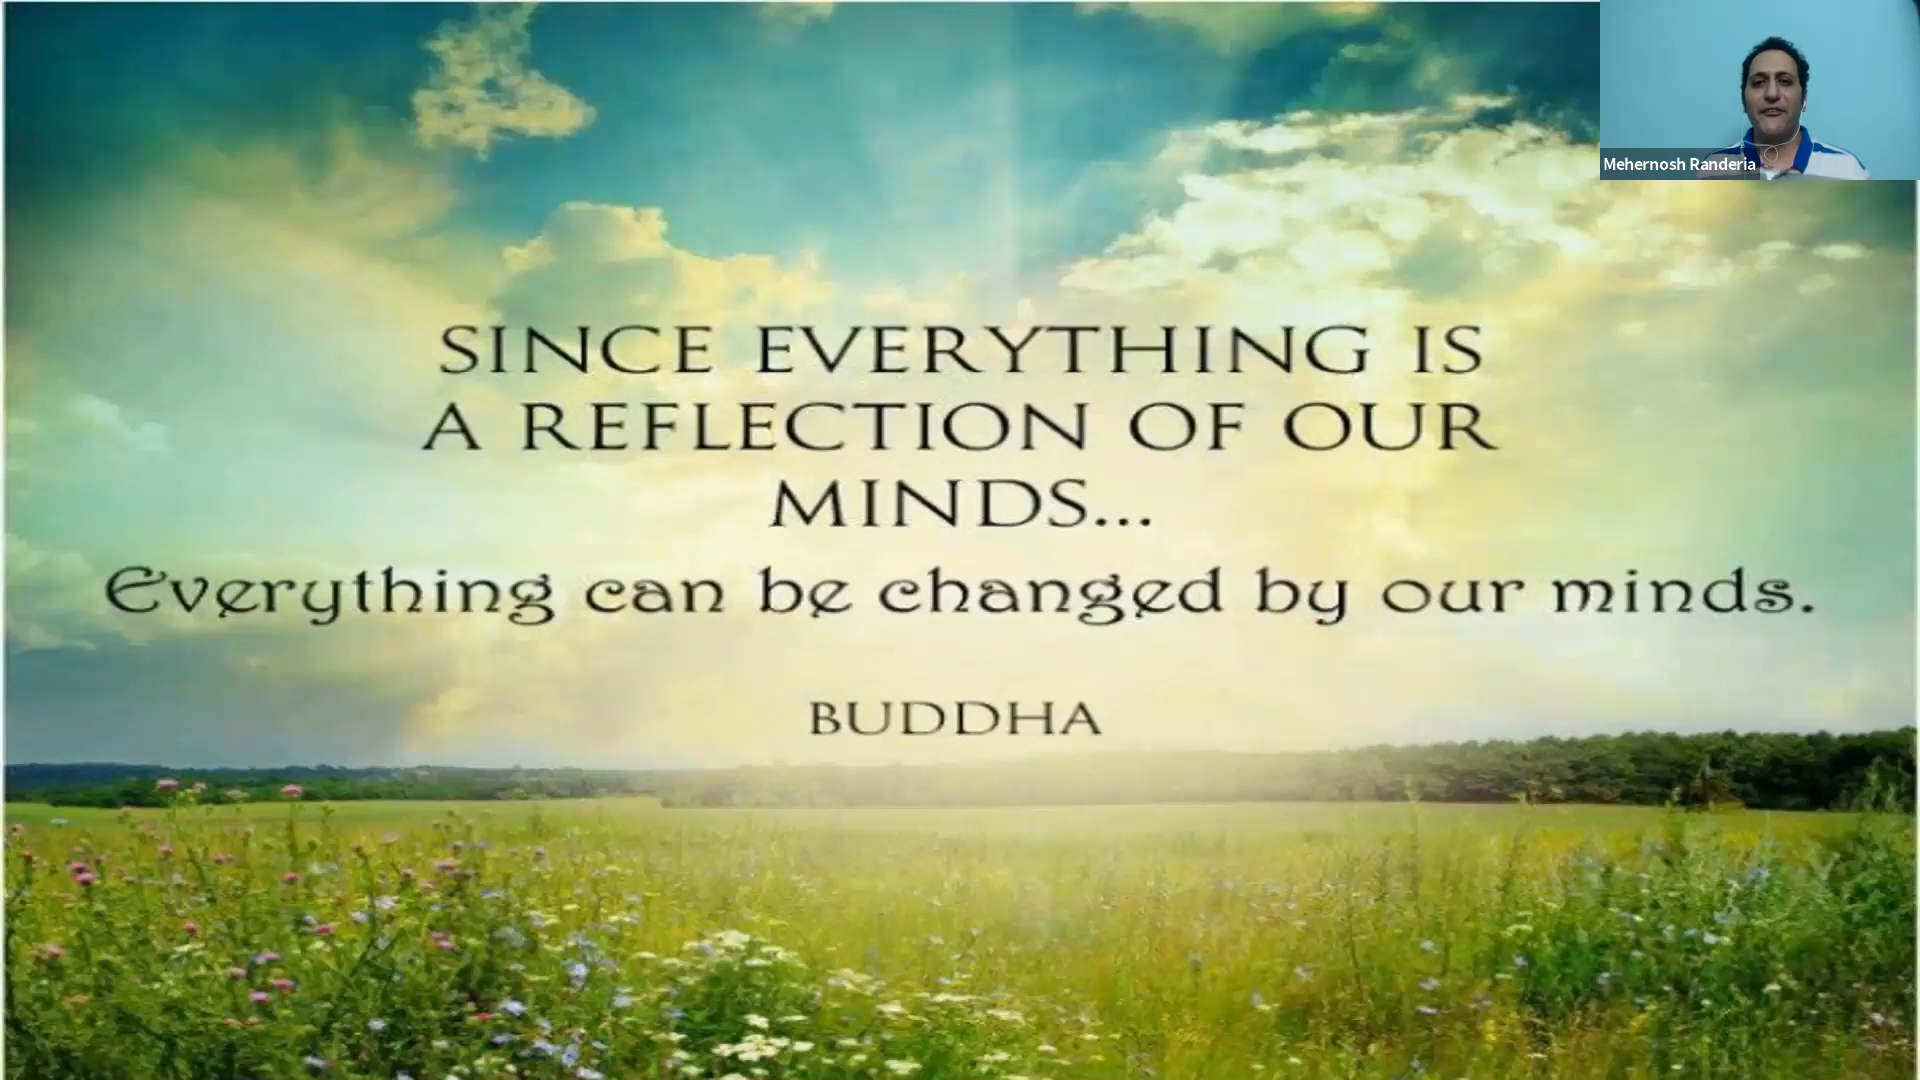 Mehernosh Randeria
SINCE EVERYTHING IS
A REFLECTION OF OUR
MINDS...
Everything can be changed by our minds.
BUDDHA